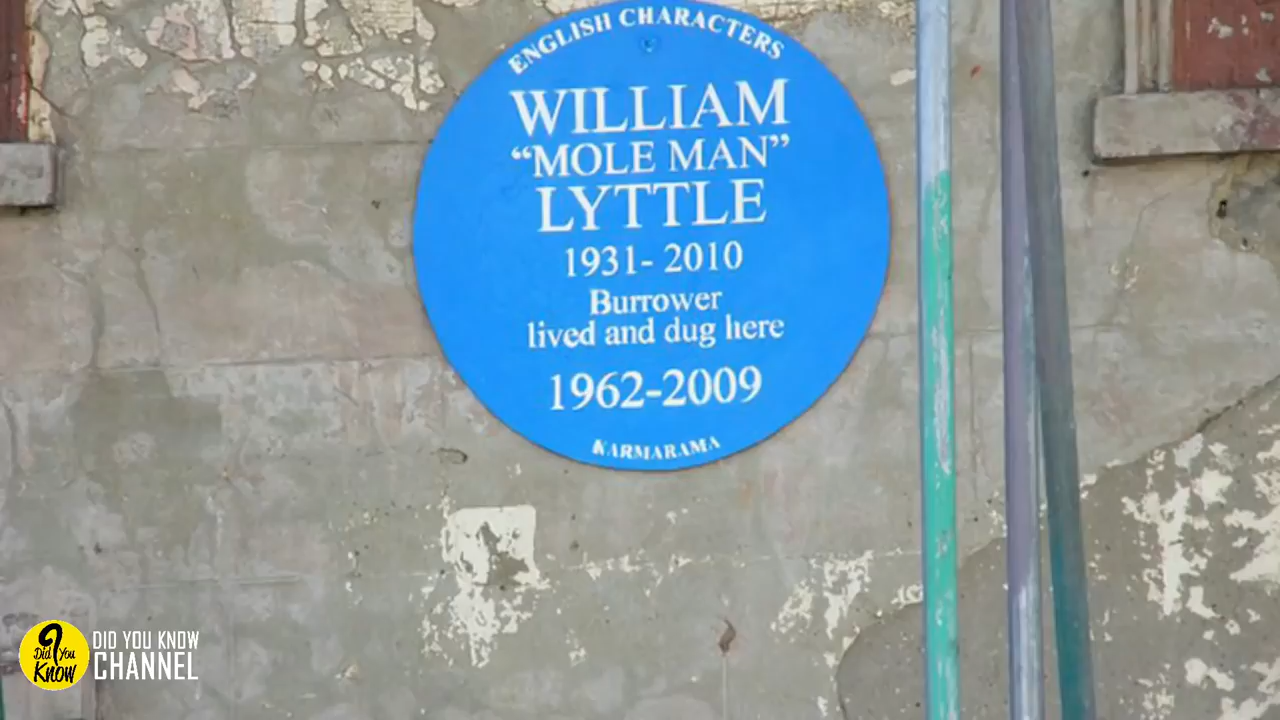 ENGLISH CHARACTERS
WILLIAM
“MOLE MAN”
LYTTLE
1931- 2010
Burrower
lived and dug here
1962-2009
KARMARAMA
Did You
Know
DID YOU KNOW
CHANNEL